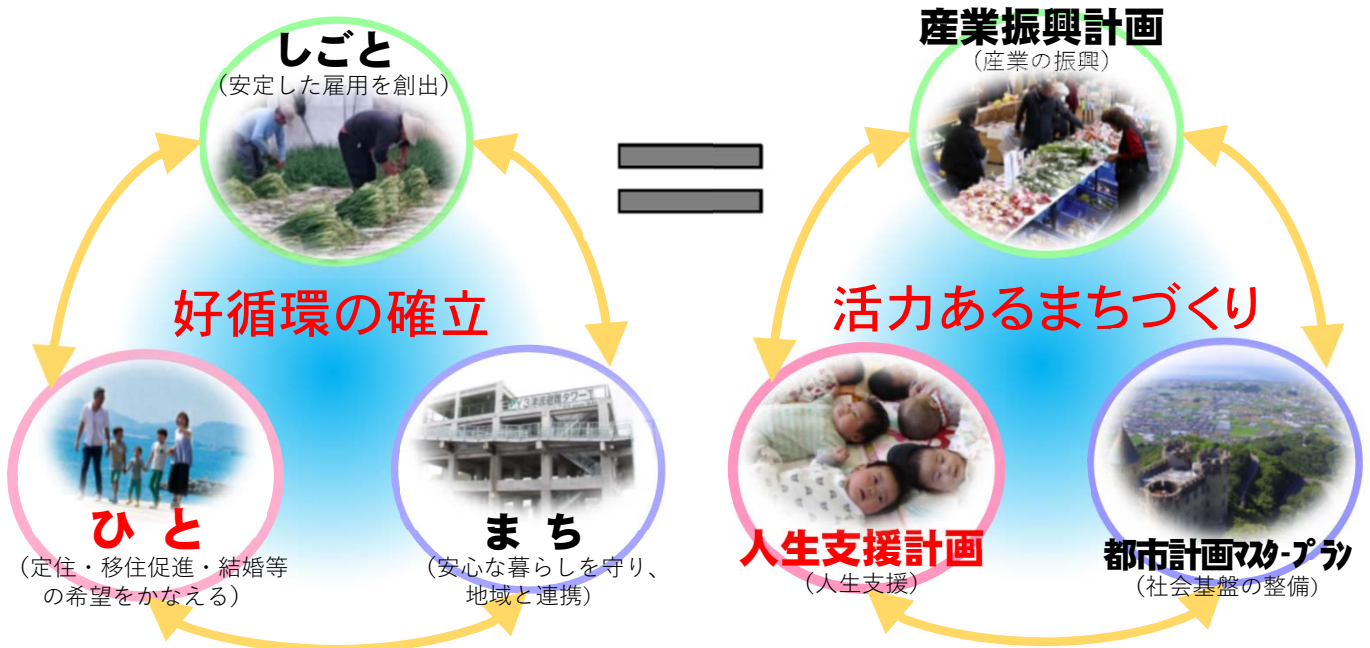 しごと
（安定した雇用を創出）
好循環の確立
ひと
（定住・移住促進・結婚等
の希望をかなえる）
まち
（安心な暮らしを守り、
地域と連携）
産業振興計画
（産業の振興）
活力あるまちづくり
人生支援計画
（人生支援）
都市計画マスタープラン
（社会基盤の整備）